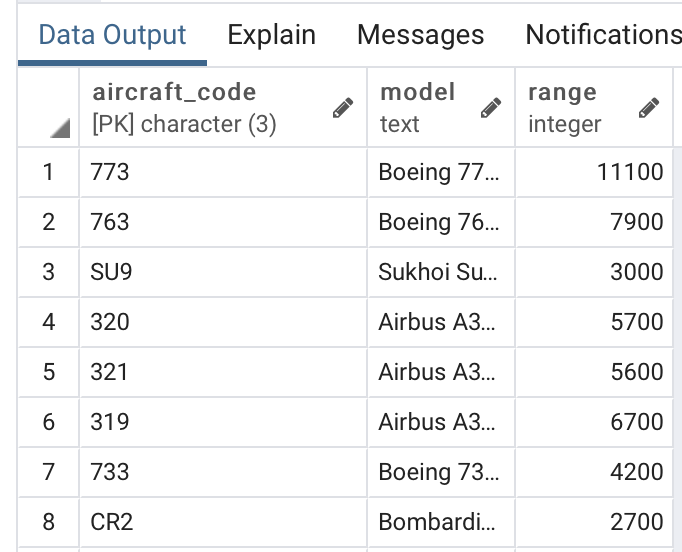 Data Output Explain Messages Notifications
aircraft_code model range
[PK] character (3) text integer
1 773 Boeing 77... 11100
2 763 Boeing 76... 7900
3 SU9 Sukhoi Su... 3000
4 320 Airbus A3... 5700
5 321 Airbus A3... 5600
6 319 Airbus A3... 6700
7 733 Boeing 73... 4200
8 CR2 Bombardi... 2700